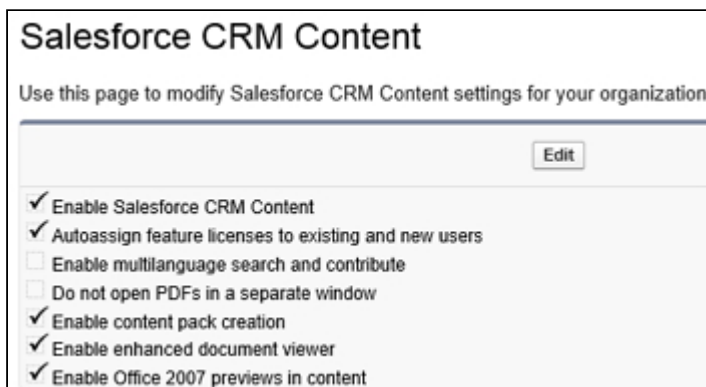 Salesforce CRM Content
Use this page to modify Salesforce CRM Content settings for your organization
Edit
Enable Salesforce CRM Content
Autoassign feature licenses to existing and new users
Enable multilanguage search and contribute
Do not open PDFs in a separate window
Enable content pack creation
Enable enhanced document viewer
Enable Office 2007 previews in content